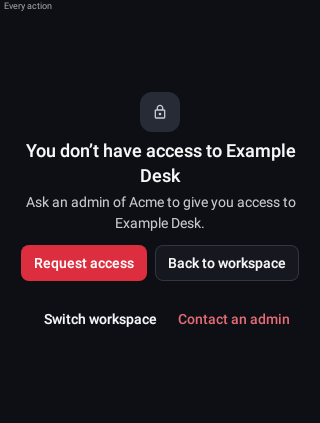 Every action
You don’t have access to Example
Desk
Ask an admin of Acme to give you access to
Example Desk.
Request access
Back to workspace
Switch workspace
Contact an admin